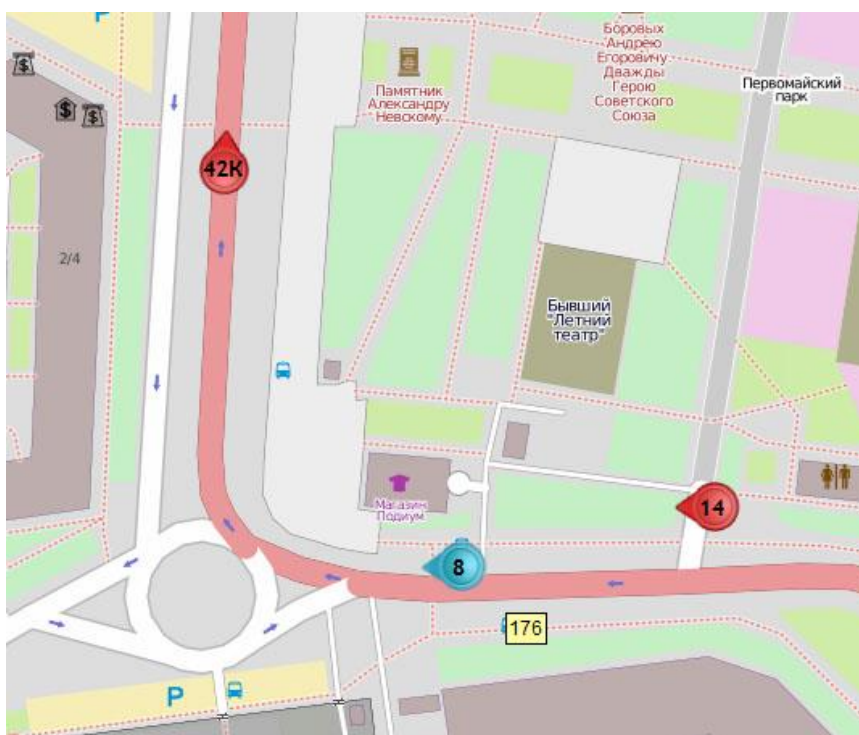 P
Боровых
Андрею
Егоровичу
Дважды
Герою
Советского
Союза
Памятник
Александру
Невскому
Первомайский
парк
$
$
$
42К
2/4
Бывший
"Летний
театр"
Магазин
Подиум
14
8
176
P